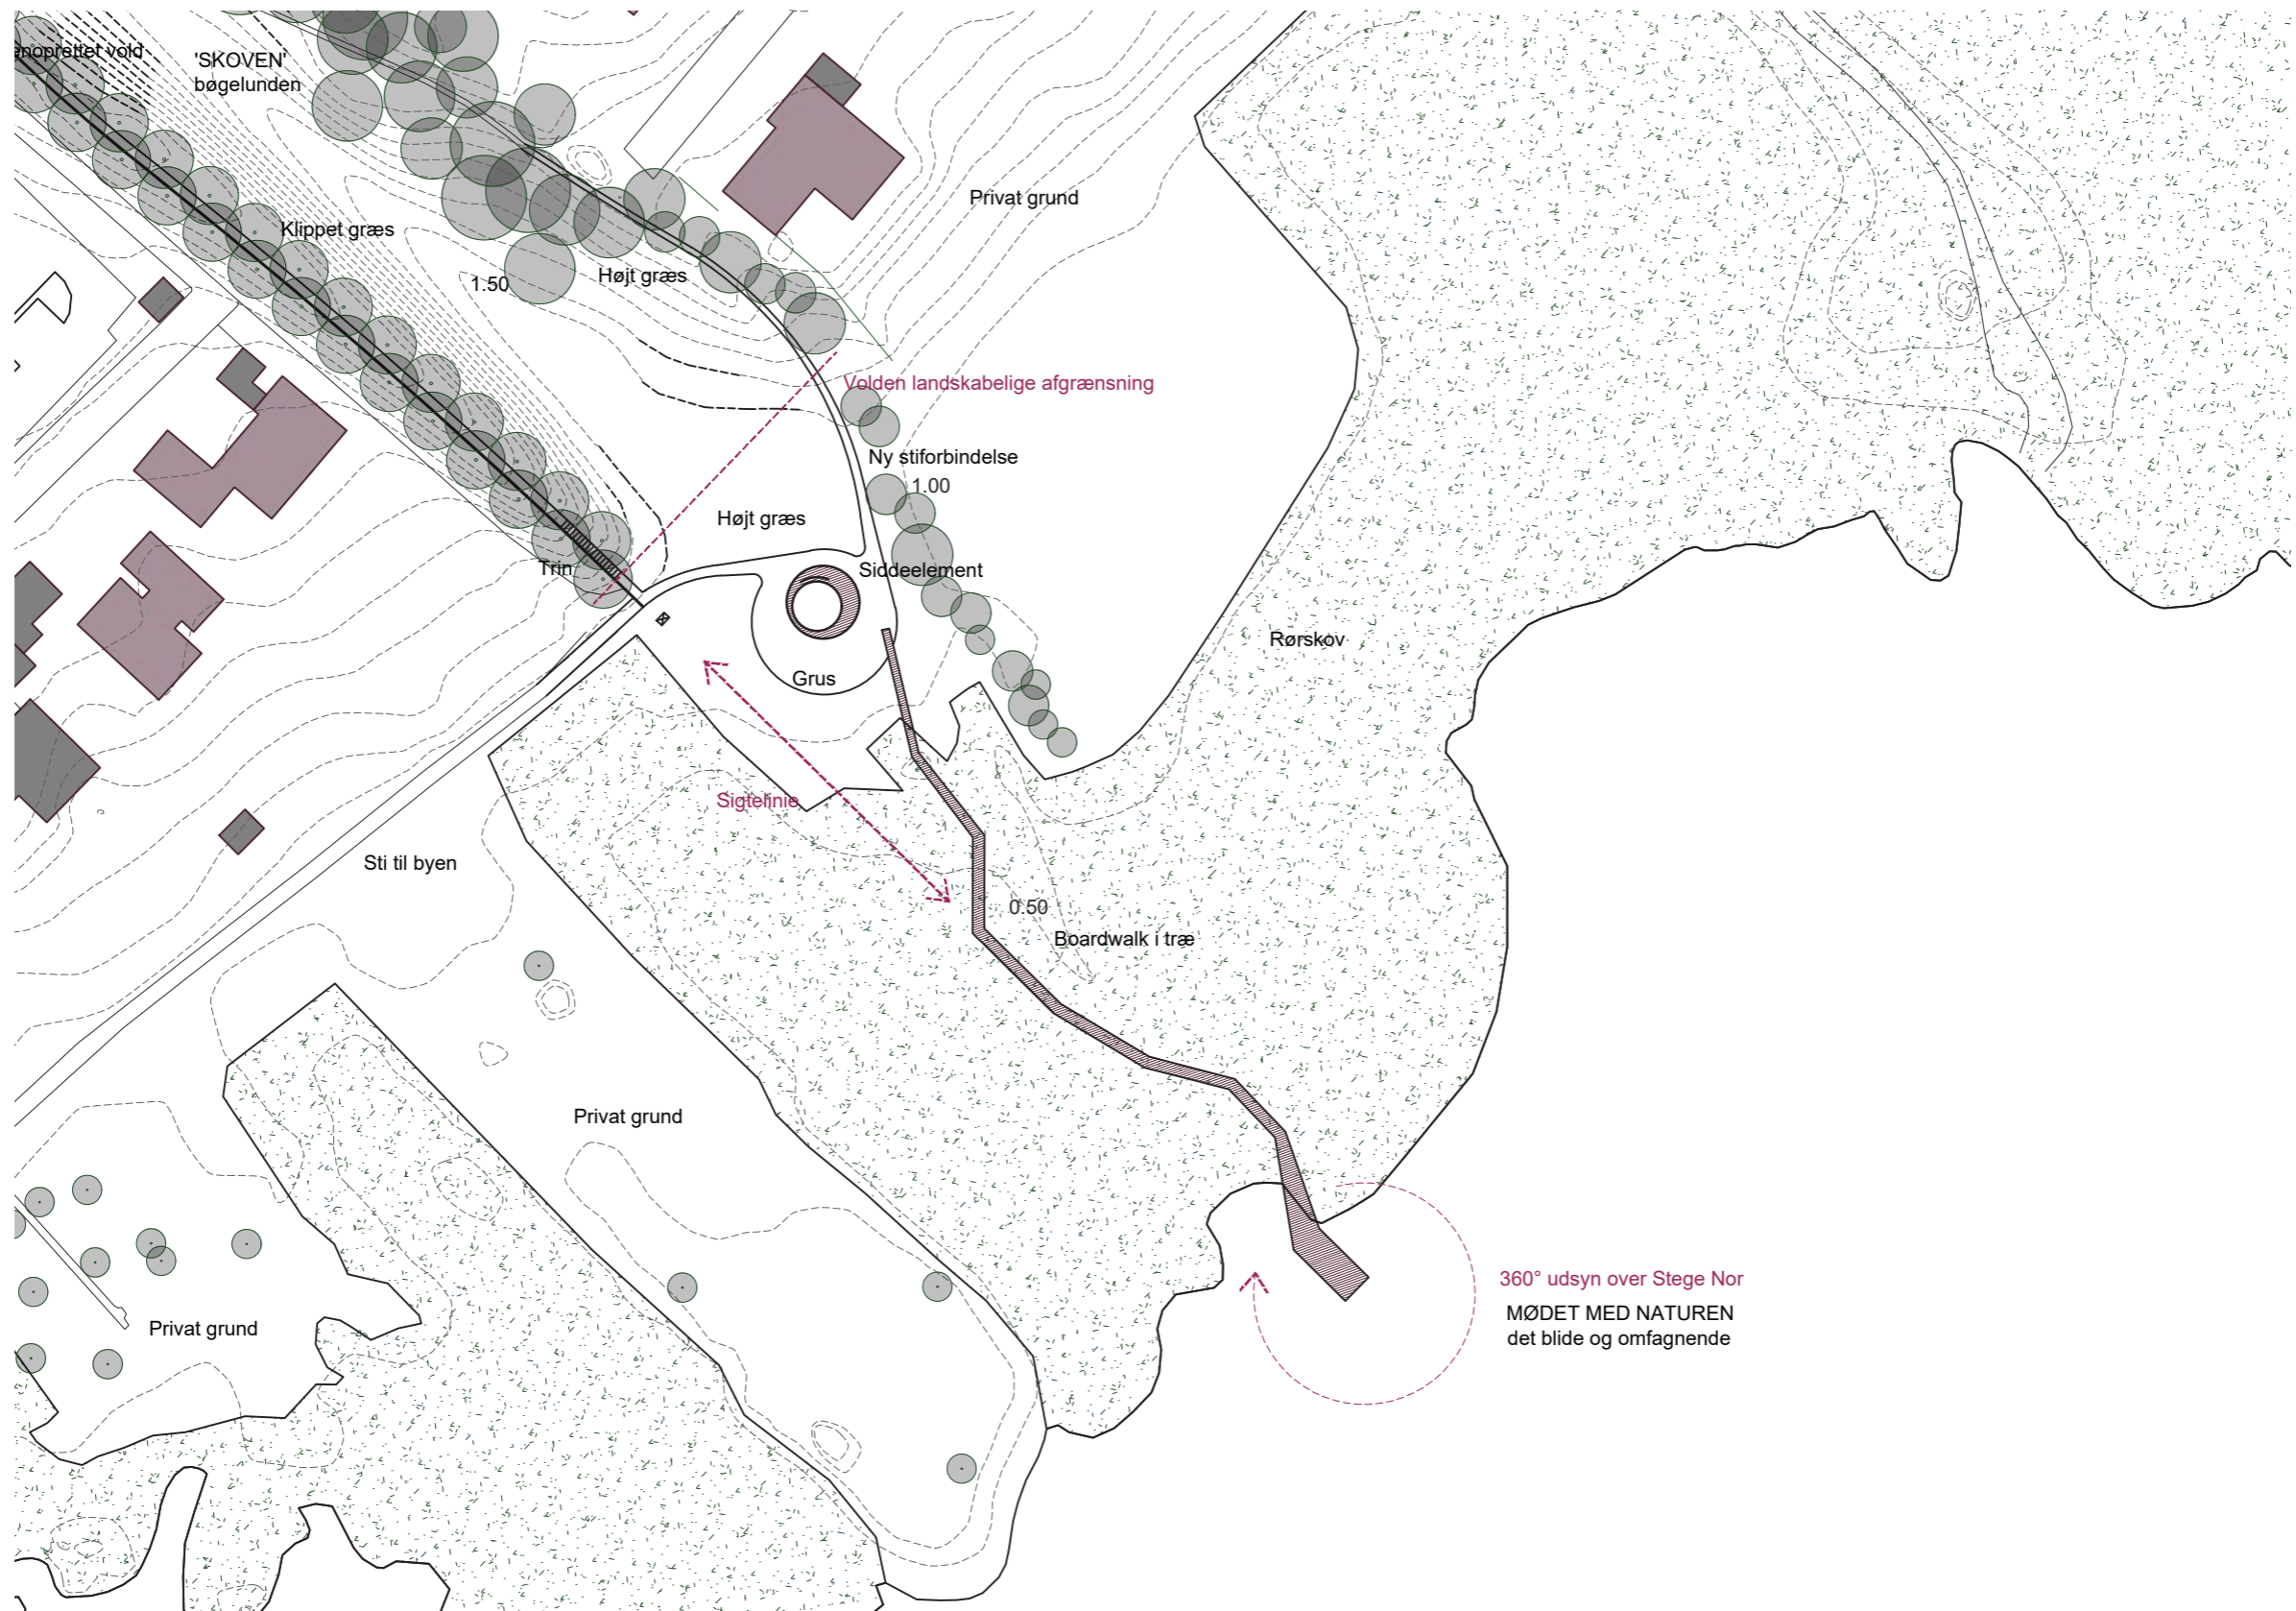 enoprettet vold
'SKOVEN'
bøgelunden
Privat grund
Klippet græs
Højt græs
1.50
Volden landskabelige afgrænsning
Ny stiforbindelse
1.00
Højt græs
Trin
Siddeelement
Rørskov
Grus
Sigtelinie
Sti til byen
0.50
Boardwalk i træ
Privat grund
360° udsyn over Stege Nor
MØDET MED NATUREN
det blide og omfagnende
Privat grund